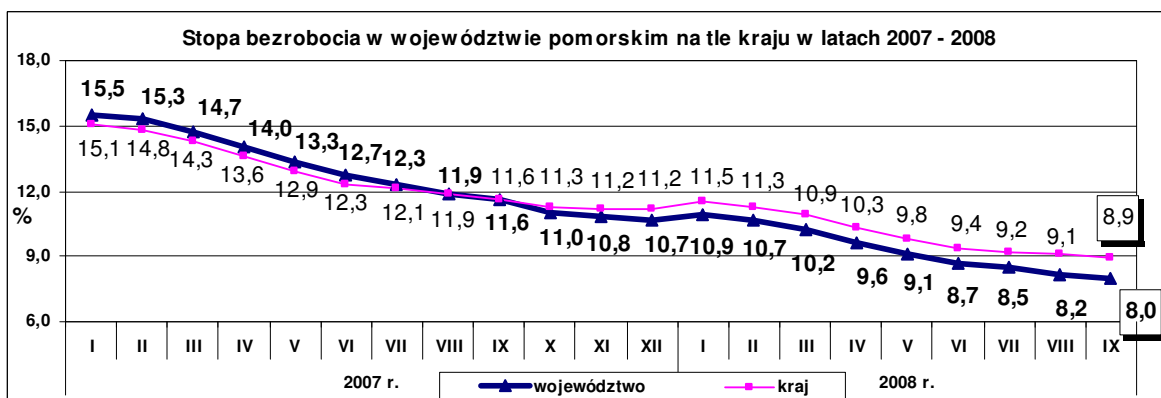 Stopa bezrobocia w województwie pomorskim na tle kraju w latach 2007 - 2008
18,0
15,0
12,0
%
9,0
6,0
15,5 15,3 14,7 14,0 13,3 12,7 12,3 11,9 11,6 11,0 10,8 10,7 10,9 10,7 10,2 9,6 9,1 8,7 8,5 8,2 8,0
15,1 14,8 14,3 13,6 12,9 12,3 12,1 11,9 11,6 11,3 11,2 11,2 11,5 11,3 10,9 10,3 9,8 9,4 9,2 9,1 8,9
I II III IV V VI VII VIII IX X XI XII I II III IV V VI VII VIII IX
2007 r. 2008 r.
województwo kraj